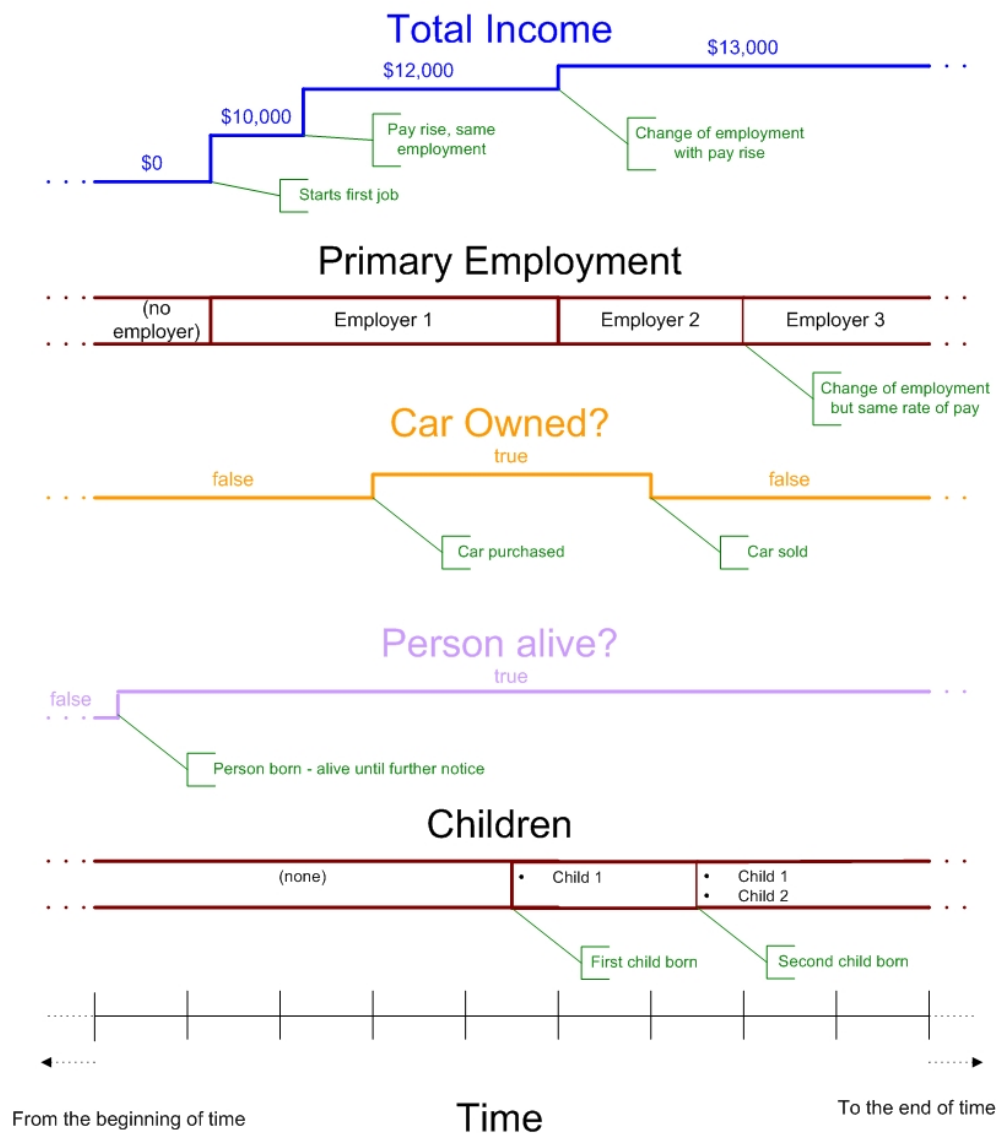 Total Income
$13,000
$12,000
$10,000
Pay rise, same
employment
Change of employment
with pay rise
$0
Starts first job
Primary Employment
(no
employer)
Employer 1
Employer 2
Employer 3
Change of employment
but same rate of pay
Car Owned?
true
false
false
Car purchased
Car sold
Person alive?
true
false
Person born - alive until further notice
Children
(none)
• Child 1
• Child 1
• Child 2
First child born
Second child born
From the beginning of time
Time
To the end of time